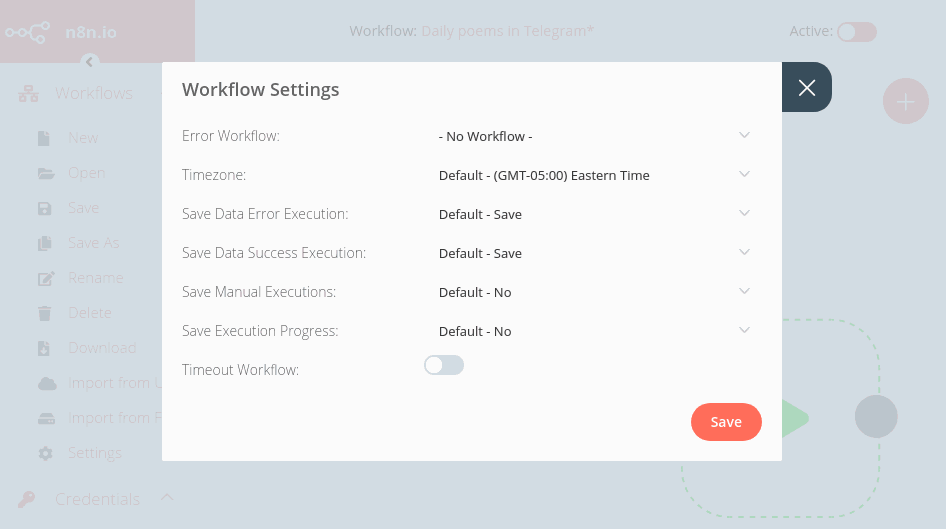 n8n.io
Workflow: Daily poems in Telegram*
Active:
Workflows
New
Open
Save
Save As
Rename
Delete
Download
Import from U
Import from F
Settings
Credentials
Workflow Settings
Error Workflow: - No Workflow -
Timezone: Default - (GMT-05:00) Eastern Time
Save Data Error Execution: Default - Save
Save Data Success Execution: Default - Save
Save Manual Executions: Default - No
Save Execution Progress: Default - No
Timeout Workflow:
Save